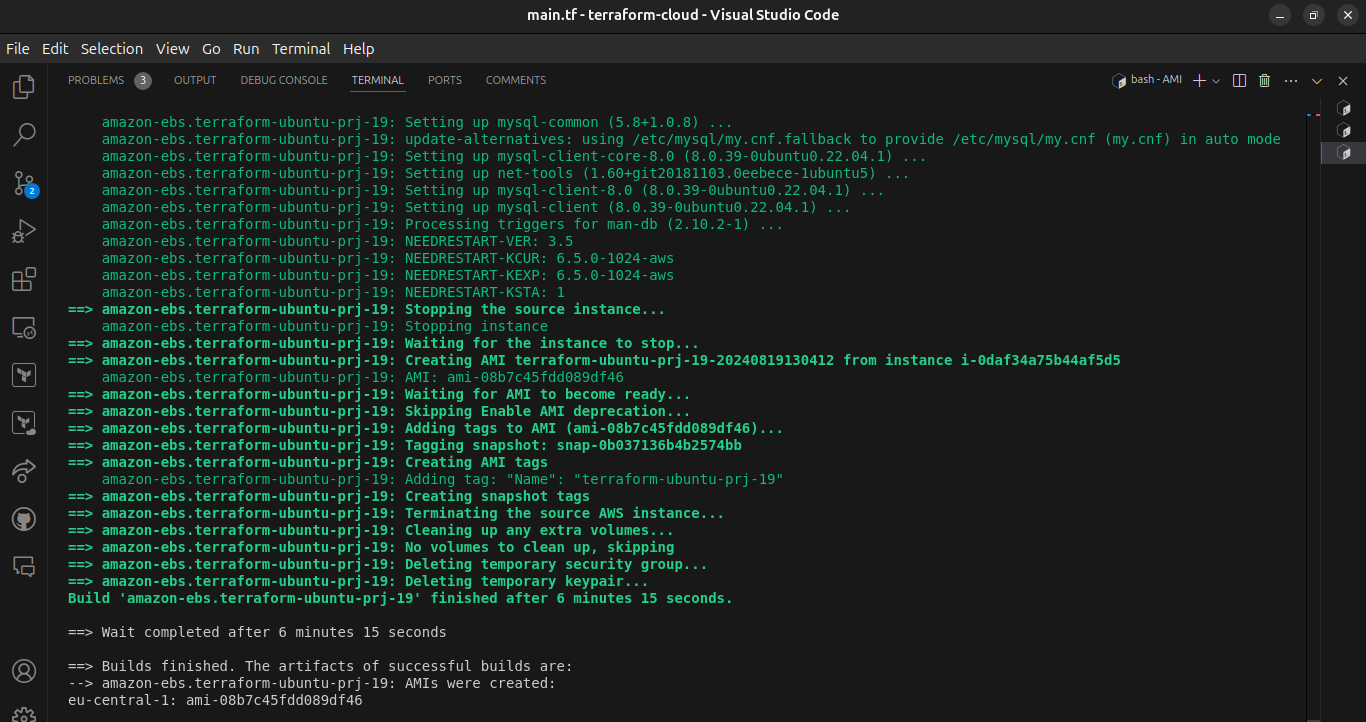 main.tf - terraform-cloud - Visual Studio Code
File Edit Selection View Go Run Terminal Help
PROBLEMS 3 OUTPUT DEBUG CONSOLE TERMINAL PORTS COMMENTS bash - AMI
amazon-ebs.terraform-ubuntu-prj-19: Setting up mysql-common (5.8+1.0.8) ...
amazon-ebs.terraform-ubuntu-prj-19: update-alternatives: using /etc/mysql/my.cnf.fallback to provide /etc/mysql/my.cnf (my.cnf) in auto mode
amazon-ebs.terraform-ubuntu-prj-19: Setting up mysql-client-core-8.0 (8.0.39-0ubuntu0.22.04.1) ...
amazon-ebs.terraform-ubuntu-prj-19: Setting up net-tools (1.60+git20181103.0eebece-1ubuntu5) ...
amazon-ebs.terraform-ubuntu-prj-19: Setting up mysql-client-8.0 (8.0.39-0ubuntu0.22.04.1) ...
amazon-ebs.terraform-ubuntu-prj-19: Setting up mysql-client (8.0.39-0ubuntu0.22.04.1) ...
amazon-ebs.terraform-ubuntu-prj-19: Processing triggers for man-db (2.10.2-1) ...
amazon-ebs.terraform-ubuntu-prj-19: NEEDRESTART-VER: 3.5
amazon-ebs.terraform-ubuntu-prj-19: NEEDRESTART-KCUR: 6.5.0-1024-aws
amazon-ebs.terraform-ubuntu-prj-19: NEEDRESTART-KEXP: 6.5.0-1024-aws
amazon-ebs.terraform-ubuntu-prj-19: NEEDRESTART-KSTA: 1
==> amazon-ebs.terraform-ubuntu-prj-19: Stopping the source instance...
amazon-ebs.terraform-ubuntu-prj-19: Stopping instance
==> amazon-ebs.terraform-ubuntu-prj-19: Waiting for the instance to stop...
==> amazon-ebs.terraform-ubuntu-prj-19: Creating AMI terraform-ubuntu-prj-19-20240819130412 from instance i-0daf34a75b44af5d5
amazon-ebs.terraform-ubuntu-prj-19: AMI: ami-08b7c45fdd089df46
==> amazon-ebs.terraform-ubuntu-prj-19: Waiting for AMI to become ready...
==> amazon-ebs.terraform-ubuntu-prj-19: Skipping Enable AMI deprecation...
==> amazon-ebs.terraform-ubuntu-prj-19: Adding tags to AMI (ami-08b7c45fdd089df46)...
==> amazon-ebs.terraform-ubuntu-prj-19: Tagging snapshot: snap-0b037136b4b2574bb
==> amazon-ebs.terraform-ubuntu-prj-19: Creating AMI tags
amazon-ebs.terraform-ubuntu-prj-19: Adding tag: "Name": "terraform-ubuntu-prj-19"
==> amazon-ebs.terraform-ubuntu-prj-19: Creating snapshot tags
==> amazon-ebs.terraform-ubuntu-prj-19: Terminating the source AWS instance...
==> amazon-ebs.terraform-ubuntu-prj-19: Cleaning up any extra volumes...
==> amazon-ebs.terraform-ubuntu-prj-19: No volumes to clean up, skipping
==> amazon-ebs.terraform-ubuntu-prj-19: Deleting temporary security group...
==> amazon-ebs.terraform-ubuntu-prj-19: Deleting temporary keypair...
Build 'amazon-ebs.terraform-ubuntu-prj-19' finished after 6 minutes 15 seconds.
==> Wait completed after 6 minutes 15 seconds
==> Builds finished. The artifacts of successful builds are:
--> amazon-ebs.terraform-ubuntu-prj-19: AMIs were created:
eu-central-1: ami-08b7c45fdd089df46
2